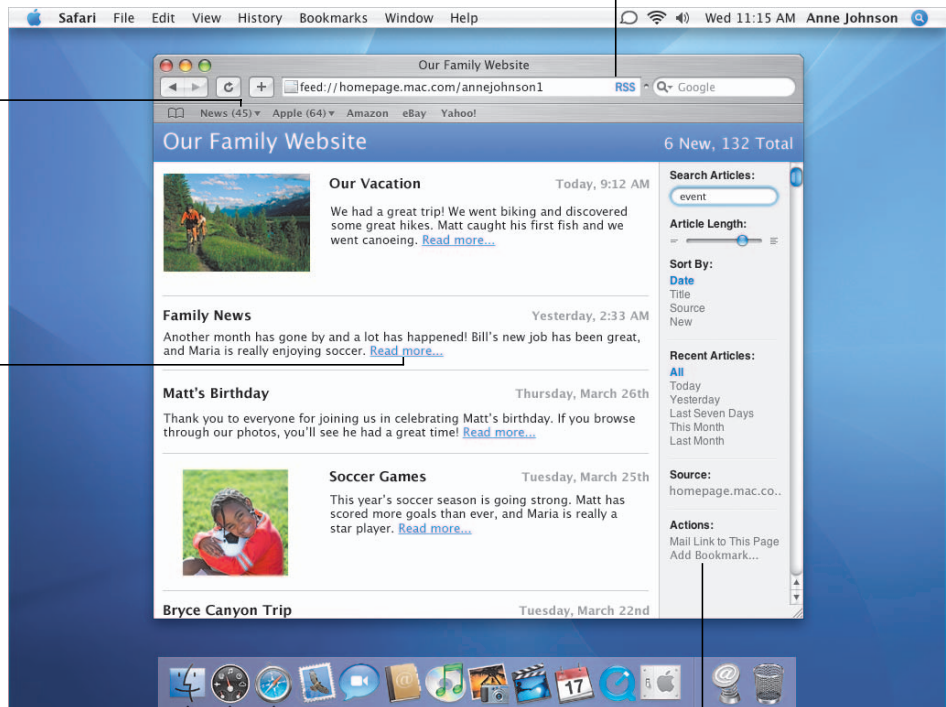 Safari File Edit View History Bookmarks Window Help Wed 11:15 AM Anne Johnson
Our Family Website
feed://homepage.mac.com/annejohnson1 RSS Google
News (45) Apple (64) Amazon eBay Yahoo!
Our Family Website 6 New, 132 Total
Our Vacation Today, 9:12 AM
We had a great trip! We went biking and discovered
some great hikes. Matt caught his first fish and we
went canoeing. Read more...
Family News Yesterday, 2:33 AM
Another month has gone by and a lot has happened! Bill's new job has been great,
and Maria is really enjoying soccer. Read more...
Matt's Birthday Thursday, March 26th
Thank you to everyone for joining us in celebrating Matt's birthday. If you browse
through our photos, you'll see he had a great time! Read more...
Soccer Games Tuesday, March 25th
This year's soccer season is going strong. Matt has
scored more goals than ever, and Maria is really a
star player. Read more...
Bryce Canyon Trip Tuesday, March 22nd
Search Articles:
event
Article Length:
Sort By:
Date
Title
Source
New
Recent Articles:
All
Today
Yesterday
Last Seven Days
This Month
Last Month
Source:
homepage.mac.co..
Actions:
Mail Link to This Page
Add Bookmark...
17